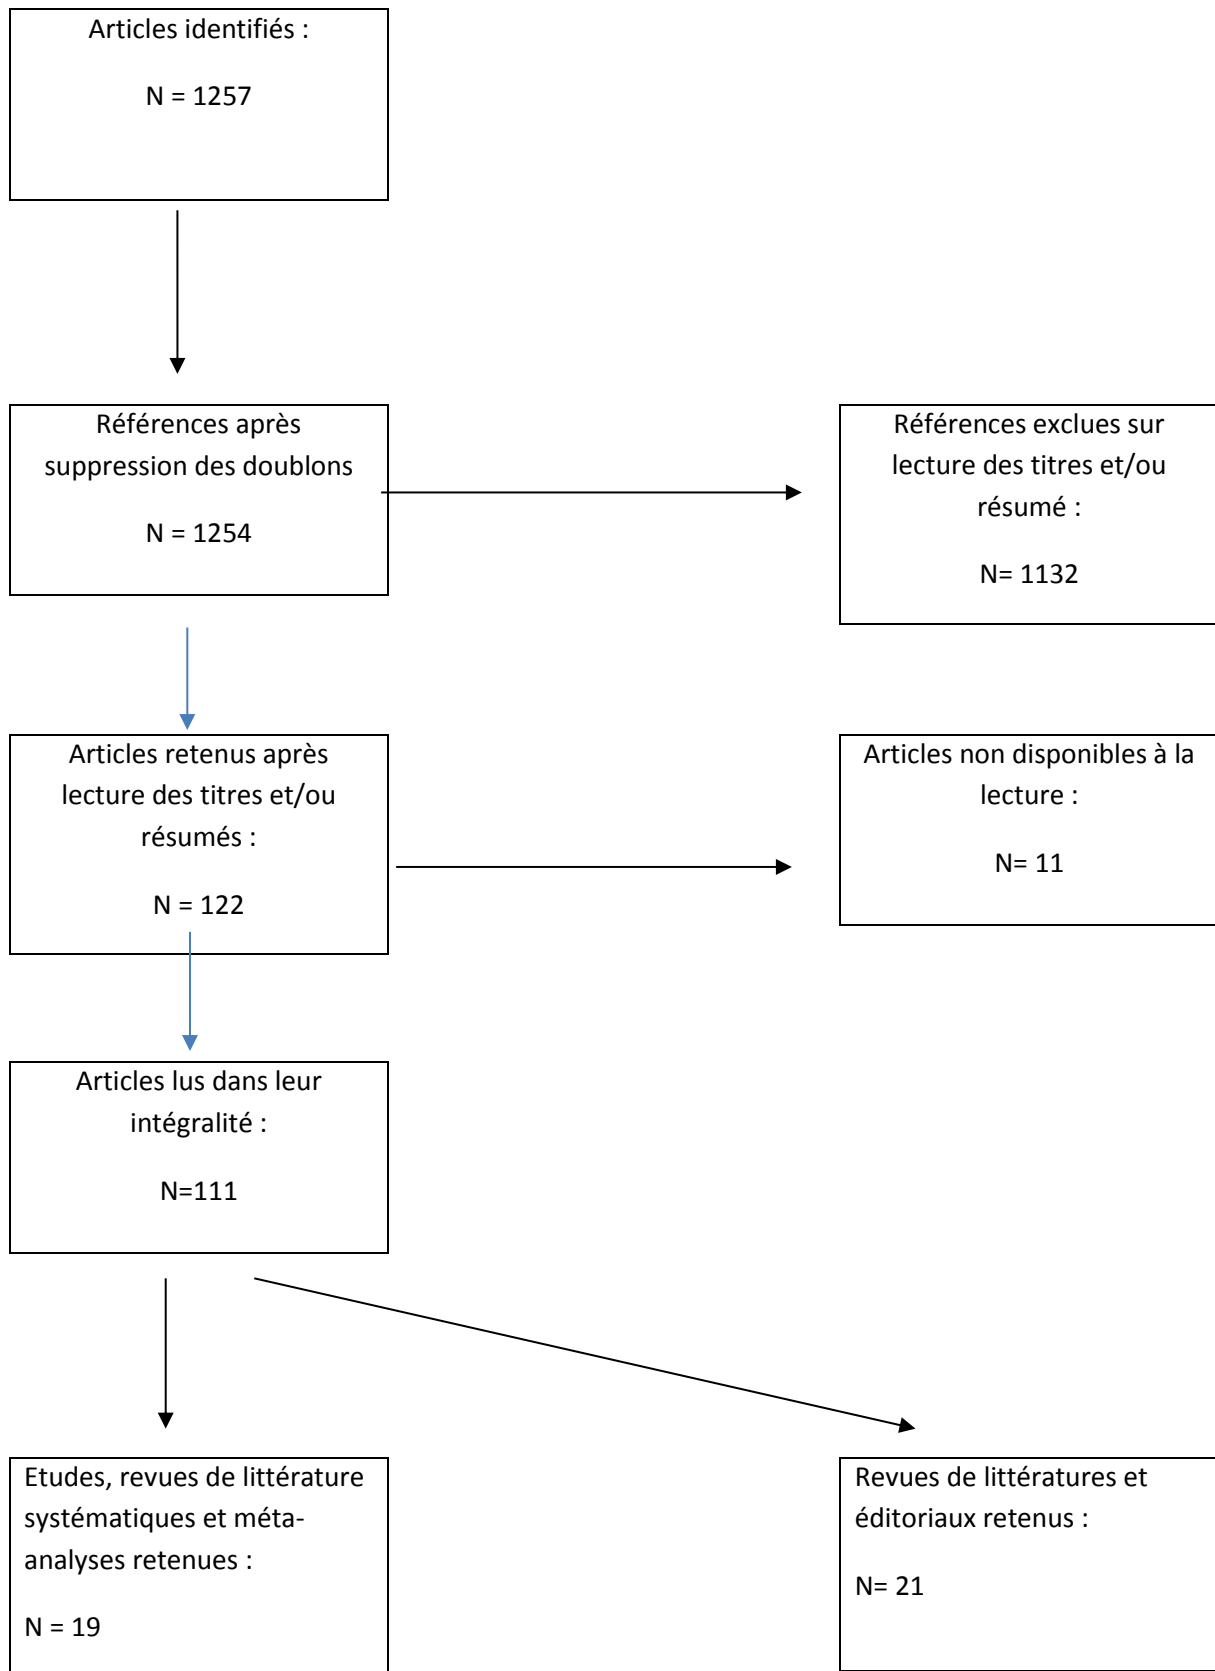 Articles identifiés :
N = 1257
Références après
suppression des doublons
N = 1254
Références exclues sur
lecture des titres et/ou
résumé :
N= 1132
Articles retenus après
lecture des titres et/ou
résumés :
N = 122
Articles non disponibles à la
lecture :
N= 11
Articles lus dans leur
intégralité :
N=111
Etudes, revues de littérature
systématiques et méta-
analyses retenues :
N = 19
Revues de littératures et
éditoriaux retenus :
N= 21